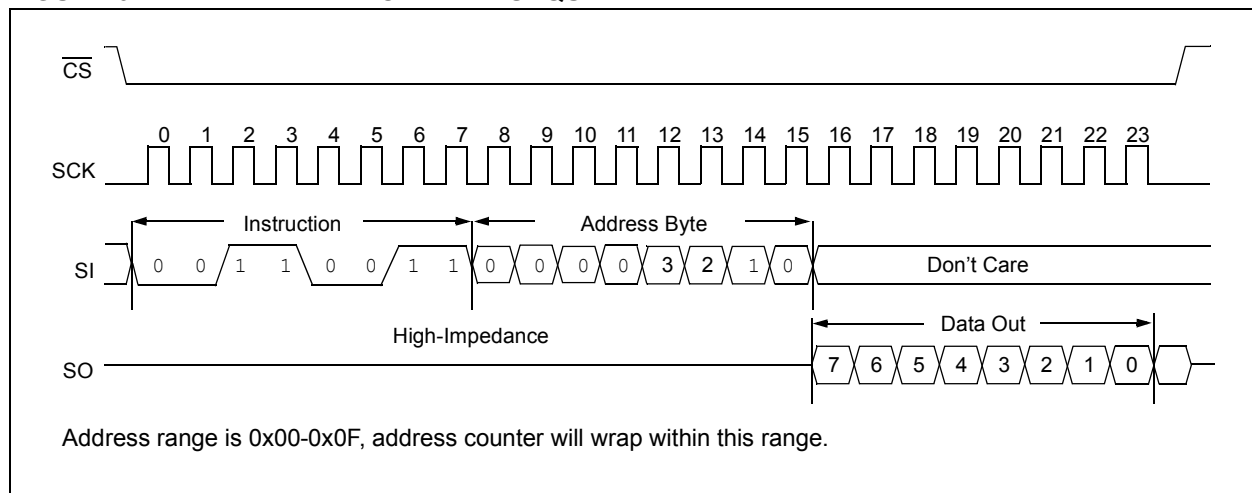 CS
0 1 2 3 4 5 6 7 8 9 10 11 12 13 14 15 16 17 18 19 20 21 22 23
SCK
Instruction Address Byte
SI 0 0 1 1 0 0 1 1 0 0 0 0 3 2 1 0 Don't Care
High-Impedance Data Out
SO 7 6 5 4 3 2 1 0
Address range is 0x00-0x0F, address counter will wrap within this range.